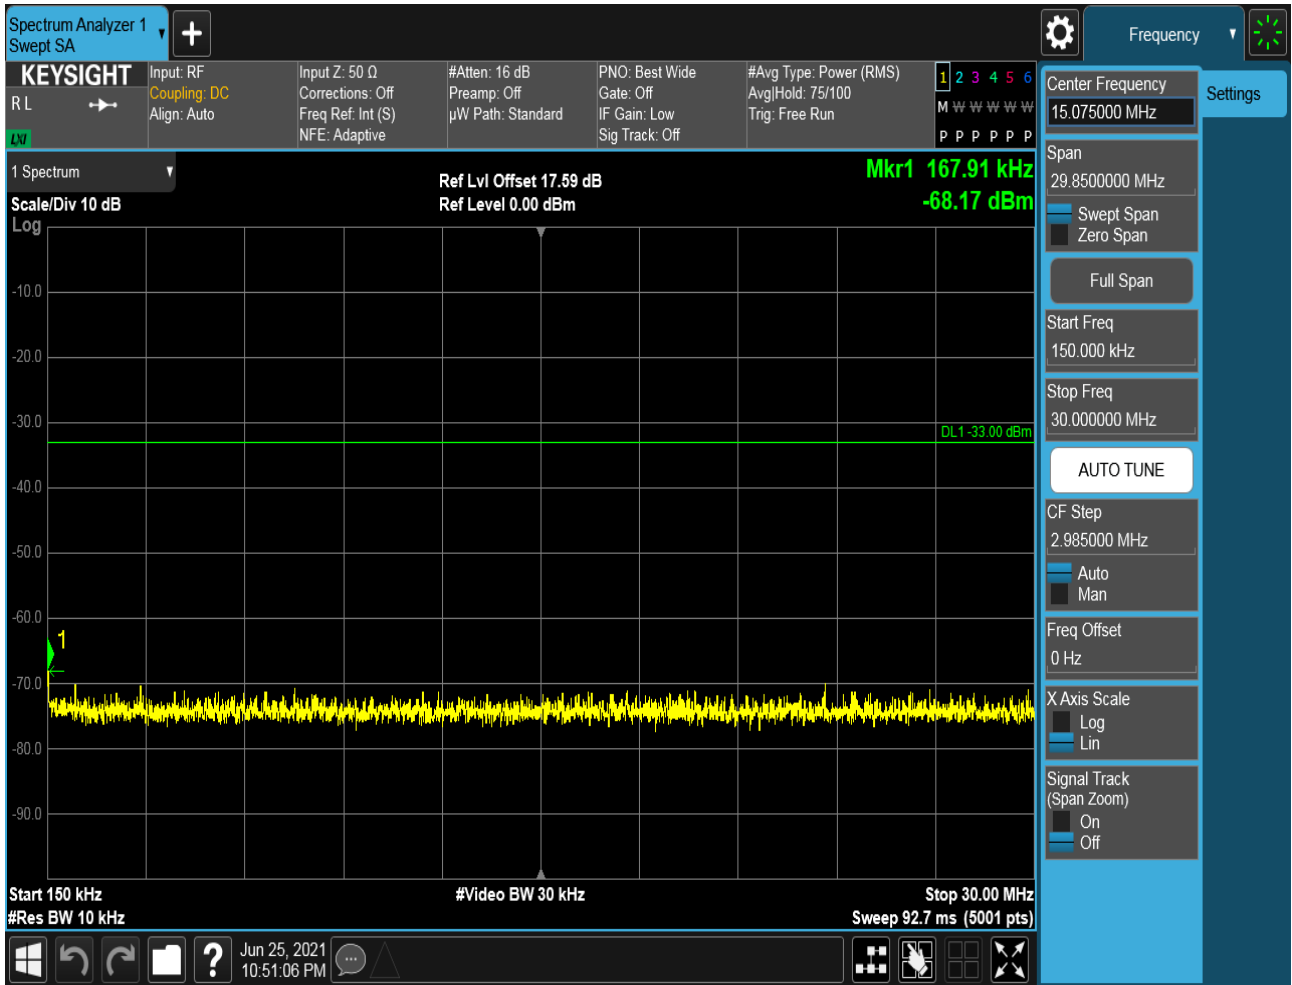 Spectrum Analyzer 1
Swept SA
Frequency
KEYSIGHT
R L
LXI
Input: RF
Coupling: DC
Align: Auto
Input Z: 50 Ω
Corrections: Off
Freq Ref: Int (S)
NFE: Adaptive
#Atten: 16 dB
Preamp: Off
µW Path: Standard
PNO: Best Wide
Gate: Off
IF Gain: Low
Sig Track: Off
#Avg Type: Power (RMS)
Avg|Hold: 75/100
Trig: Free Run
1 2 3 4 5 6
M W W W W W
P P P P P P
1 Spectrum
Scale/Div 10 dB
Log
Ref Lvl Offset 17.59 dB
Ref Level 0.00 dBm
Mkr1 167.91 kHz
-68.17 dBm
-10.0
-20.0
-30.0
DL1 -33.00 dBm
-40.0
-50.0
-60.0
1
-70.0
-80.0
-90.0
Start 150 kHz
#Video BW 30 kHz
Stop 30.00 MHz
#Res BW 10 kHz
Sweep 92.7 ms (5001 pts)
?
Jun 25, 2021
10:51:06 PM
Center Frequency
15.075000 MHz
Settings
Span
29.8500000 MHz
Swept Span
Zero Span
Full Span
Start Freq
150.000 kHz
Stop Freq
30.000000 MHz
AUTO TUNE
CF Step
2.985000 MHz
Auto
Man
Freq Offset
0 Hz
X Axis Scale
Log
Lin
Signal Track
(Span Zoom)
On
Off